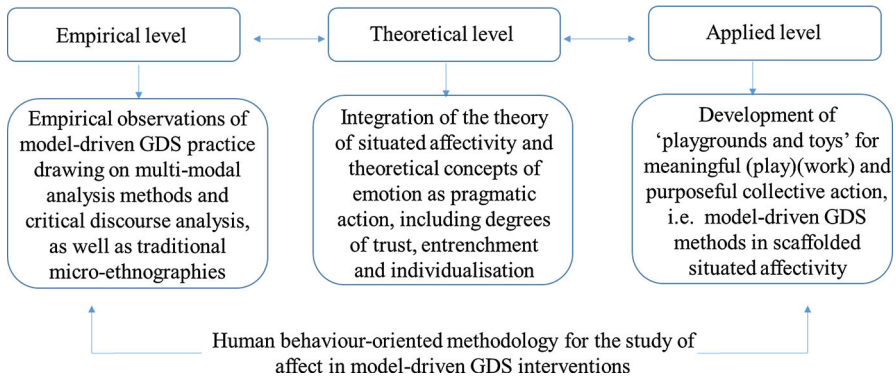 Empirical level
Theoretical level
Applied level
Empirical observations of
model-driven GDS practice
drawing on multi-modal
analysis methods and
critical discourse analysis,
as well as traditional
micro-ethnographies
Integration of the theory
of situated affectivity and
theoretical concepts of
emotion as pragmatic
action, including degrees
of trust, entrenchment
and individualisation
Development of
‘playgrounds and toys’ for
meaningful (play)(work) and
purposeful collective action,
i.e. model-driven GDS
methods in scaffolded
situated affectivity
Human behaviour-oriented methodology for the study of
affect in model-driven GDS interventions